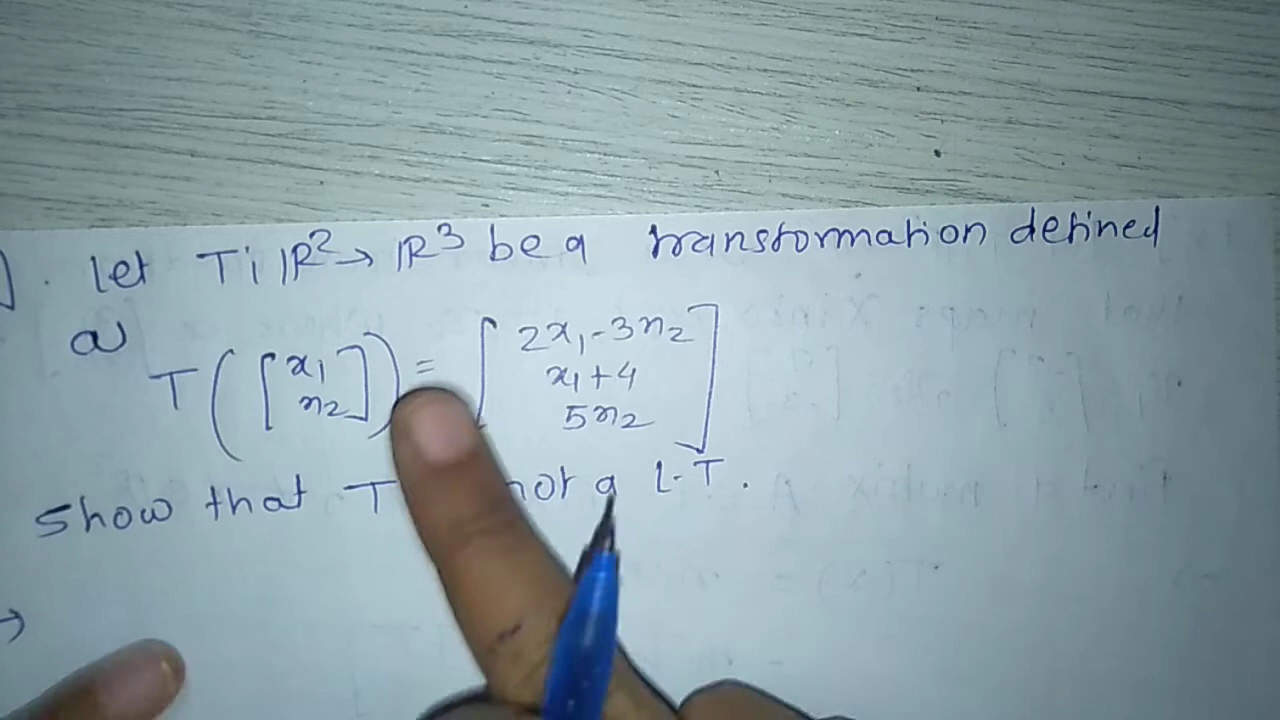 ]. Let T: ℝ² → ℝ³ be a transformation defined
as
T([x₁ x₂]) = [2x₁ - 3x₂
x₁ + 4
5x₂]
show that T not a L.T.
→